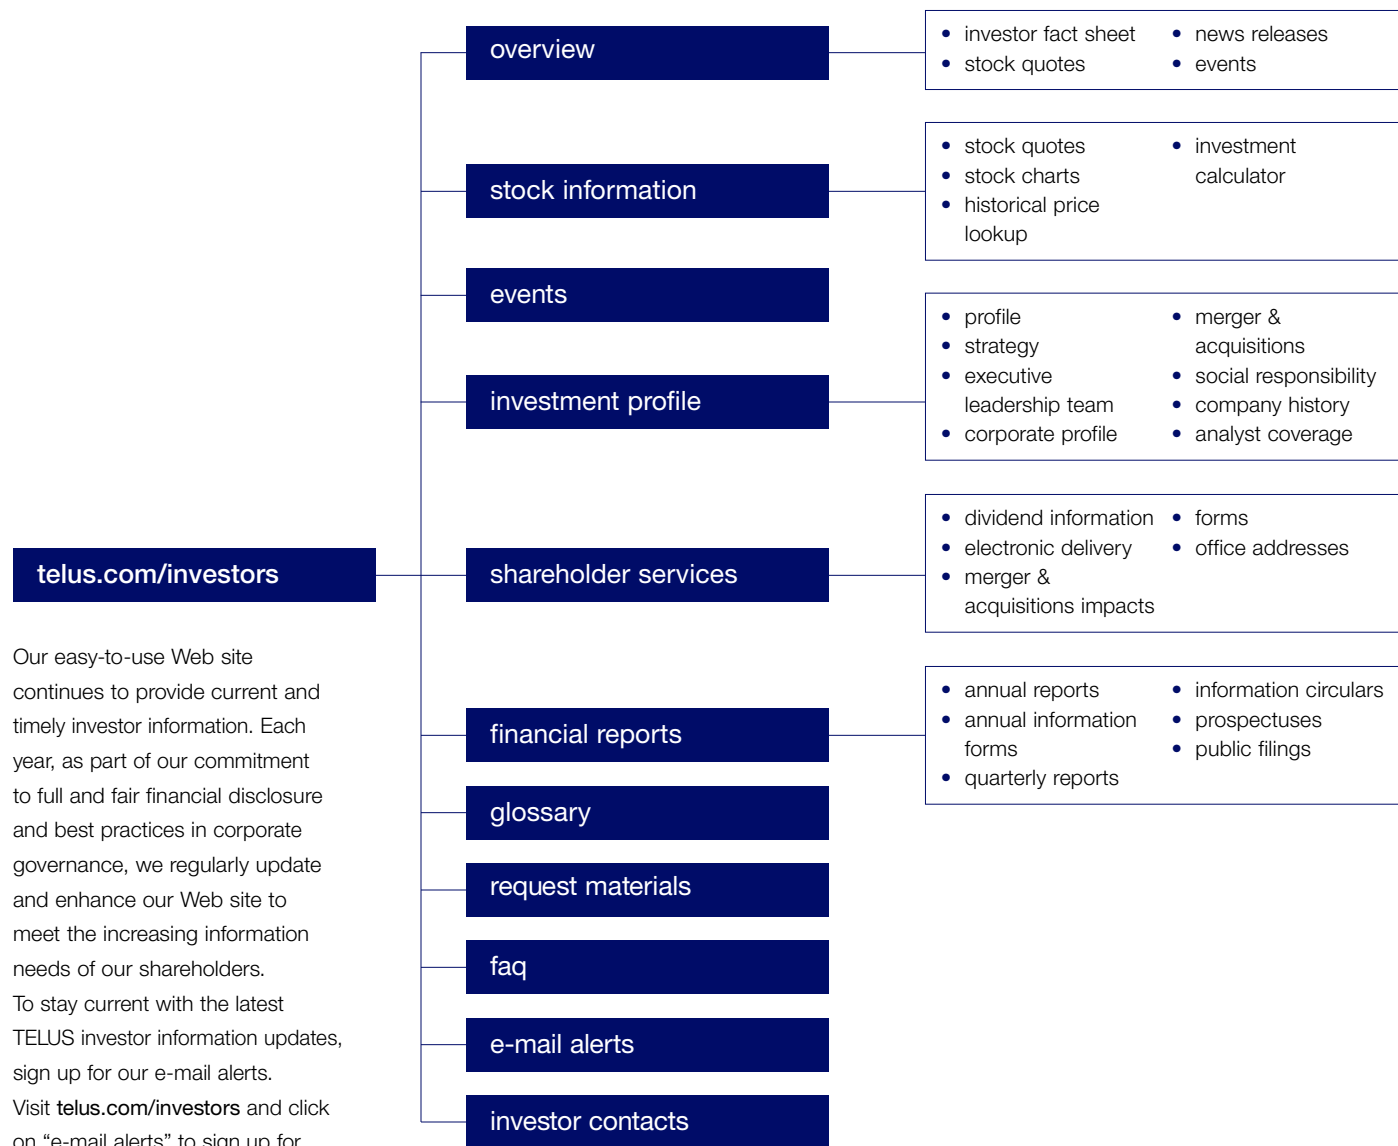 overview
• investor fact sheet
• stock quotes
• news releases
• events
stock information
• stock quotes
• stock charts
• historical price
lookup
• investment
calculator
events
investment profile
• profile
• strategy
• executive
leadership team
• corporate profile
• merger &
acquisitions
• social responsibility
• company history
• analyst coverage
telus.com/investors
shareholder services
• dividend information
• electronic delivery
• merger &
acquisitions impacts
• forms
• office addresses
Our easy-to-use Web site
continues to provide current and
timely investor information. Each
year, as part of our commitment
to full and fair financial disclosure
and best practices in corporate
governance, we regularly update
and enhance our Web site to
meet the increasing information
needs of our shareholders.
To stay current with the latest
TELUS investor information updates,
sign up for our e-mail alerts.
Visit telus.com/investors and click
on “e-mail alerts” to sign up for
financial reports
• annual reports
• annual information
forms
• quarterly reports
• information circulars
• prospectuses
• public filings
glossary
request materials
faq
e-mail alerts
investor contacts